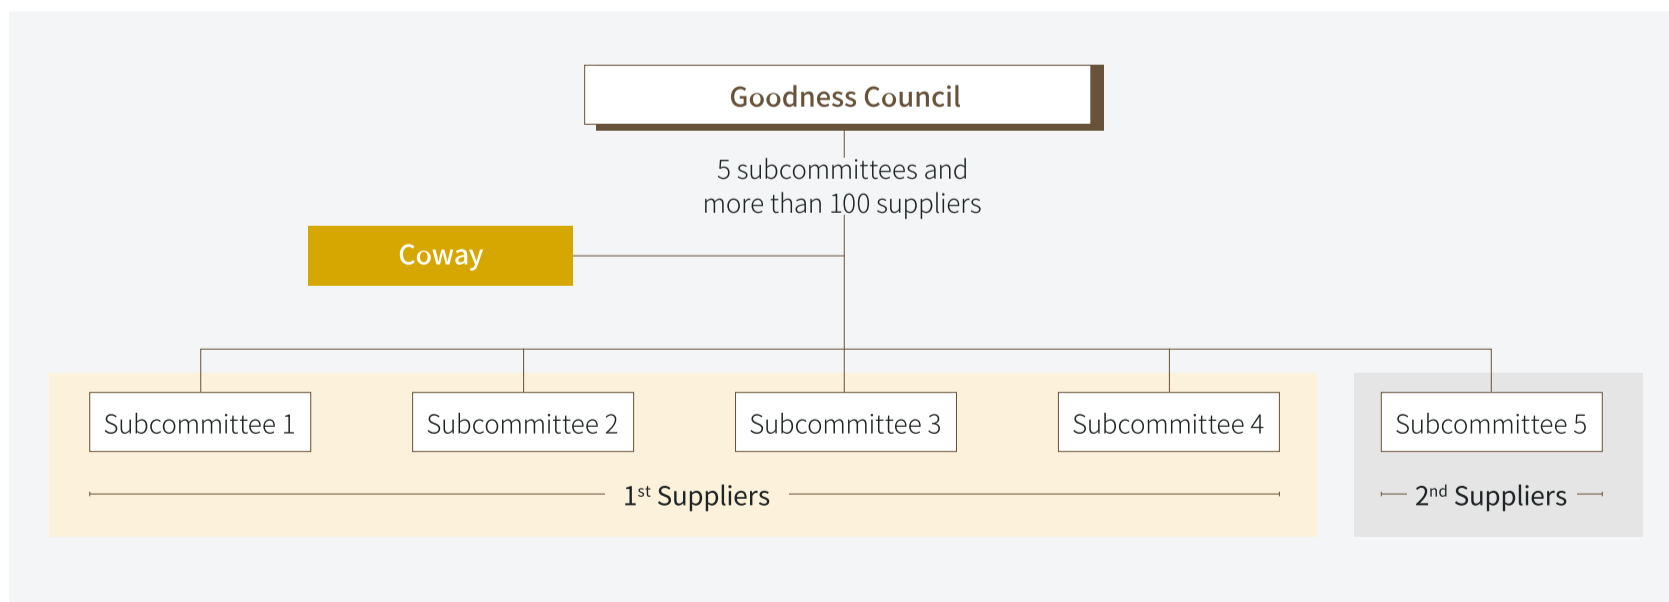 Goodness Council
5 subcommittees and
more than 100 suppliers
Coway
Subcommittee 1
Subcommittee 2
Subcommittee 3
Subcommittee 4
Subcommittee 5
1st Suppliers
2nd Suppliers